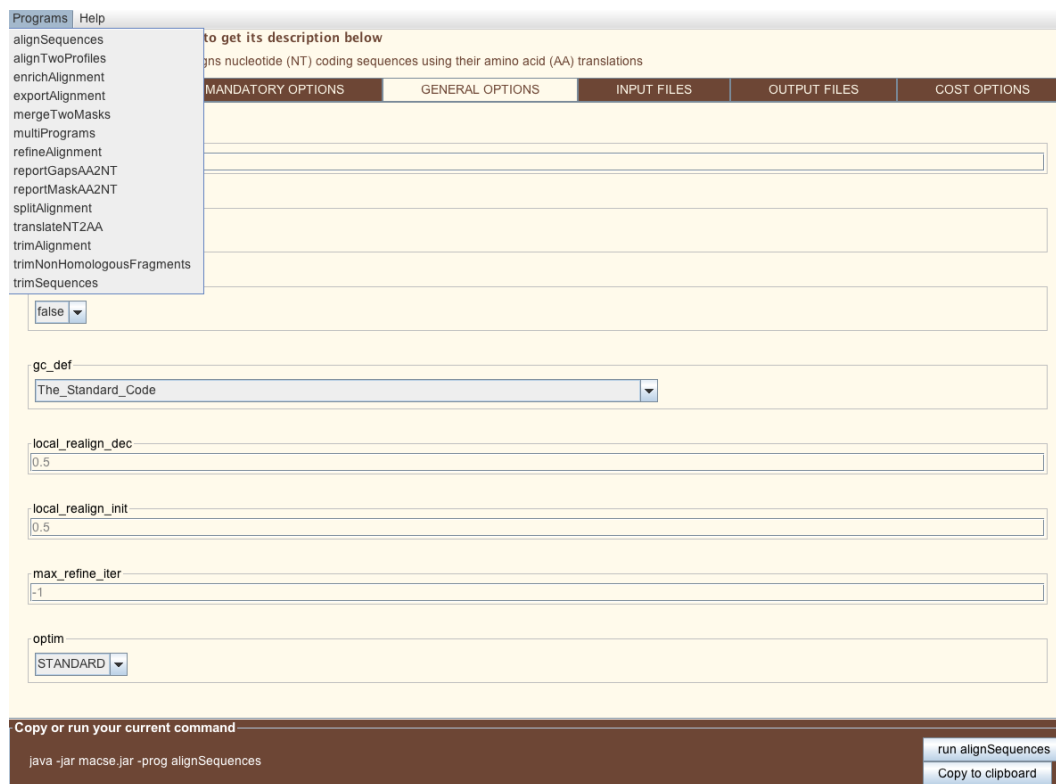 Programs Help
alignSequences
alignTwoProfiles
enrichAlignment
exportAlignment
mergeTwoMasks
multiPrograms
refineAlignment
reportGapsAA2NT
reportMaskAA2NT
splitAlignment
translateNT2AA
trimAlignment
trimNonHomologousFragments
trimSequences
to get its description below
gns nucleotide (NT) coding sequences using their amino acid (AA) translations
MANDATORY OPTIONS GENERAL OPTIONS INPUT FILES OUTPUT FILES COST OPTIONS
false
gc_def
The_Standard_Code
local_realign_dec
0.5
local_realign_init
0.5
max_refine_iter
-1
optim
STANDARD
Copy or run your current command
java -jar macse.jar -prog alignSequences
run alignSequences
Copy to clipboard